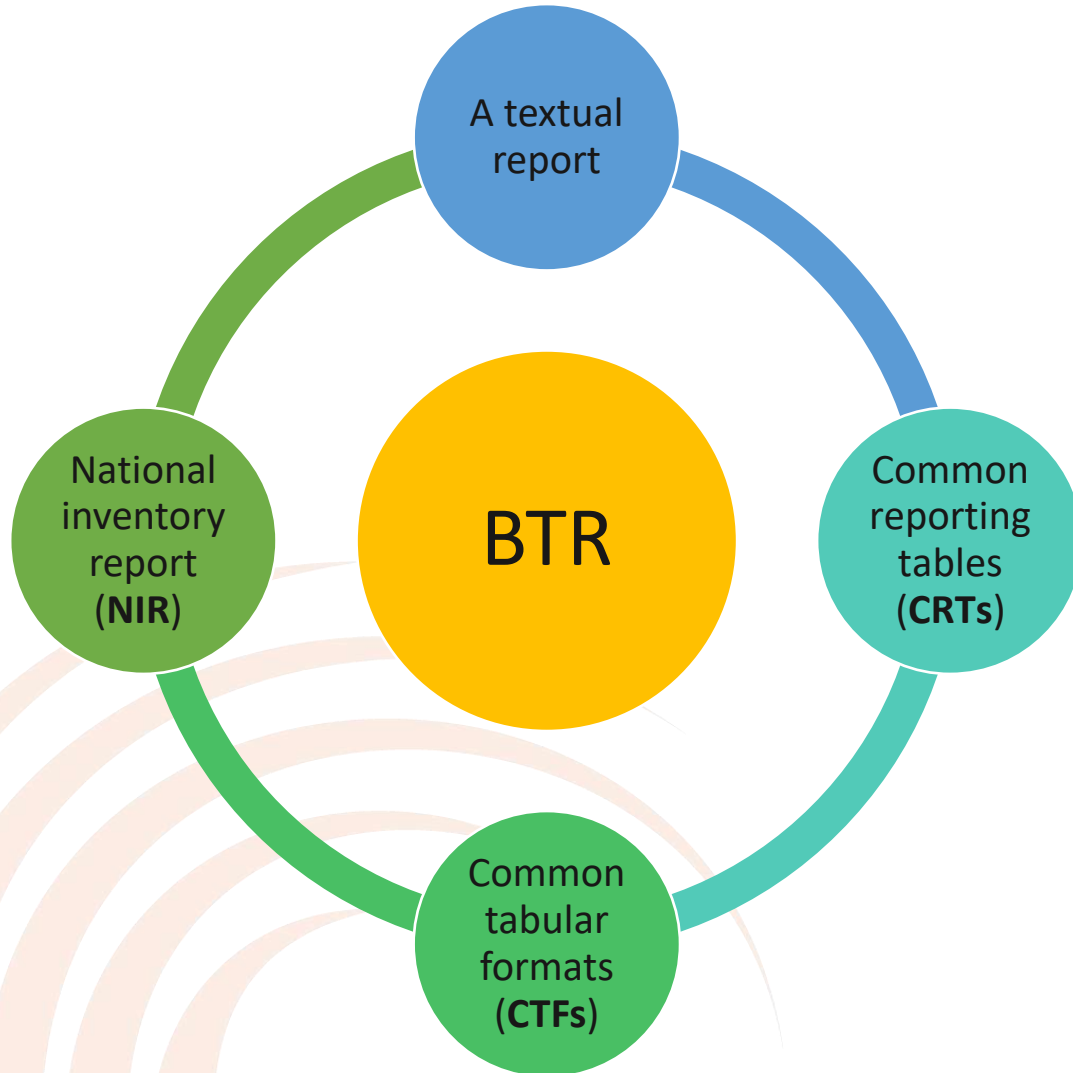 A textual
report
National
inventory
report
(NIR)
BTR
Common
reporting
tables
(CRTs)
Common
tabular
formats
(CTFs)